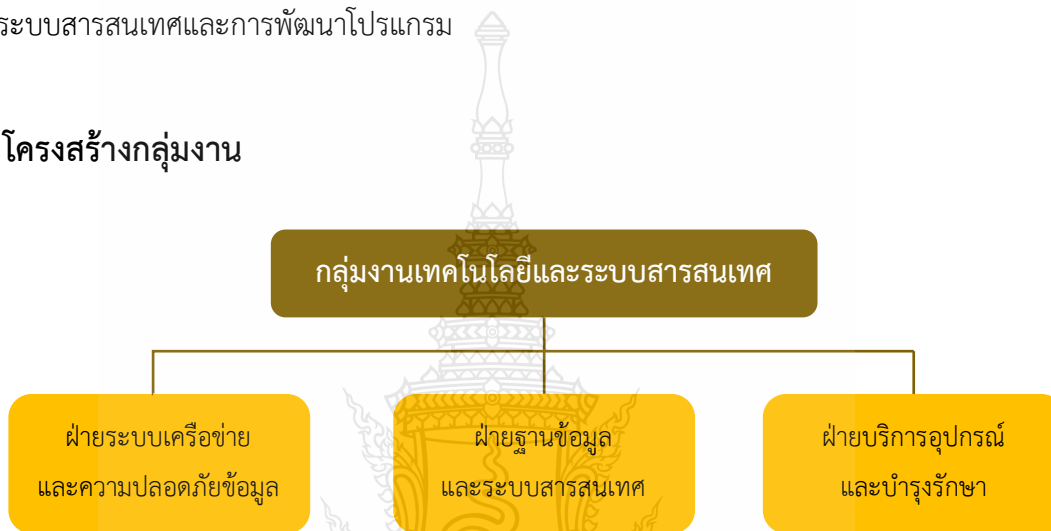 ระบบสารสนเทศและการพัฒนาโปรแกรม
โครงสร้างกลุ่มงาน
กลุ่มงานเทคโนโลยีและระบบสารสนเทศ
ฝ่ายระบบเครือข่าย
และความปลอดภัยข้อมูล
ฝ่ายฐานข้อมูล
และระบบสารสนเทศ
ฝ่ายบริการอุปกรณ์
และบำรุงรักษา